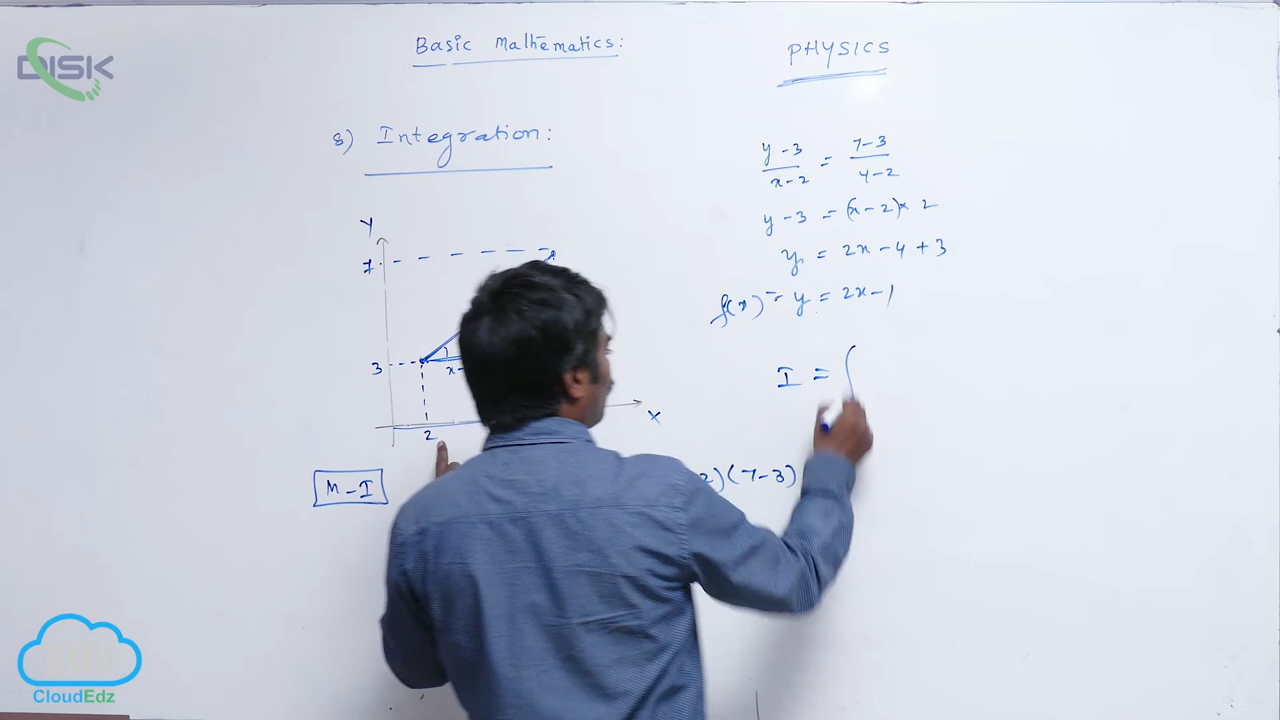 DISK
Basic Mathematics:
PHYSICS
8) Integration:
y-3/x-2 = 7-3/4-2
y-3 = (x-2)x 2
y = 2x-4+3
f(x) = y = 2x-1
I =
Y
7
3
2
X
M-I
2)(7-3)
CloudEdz